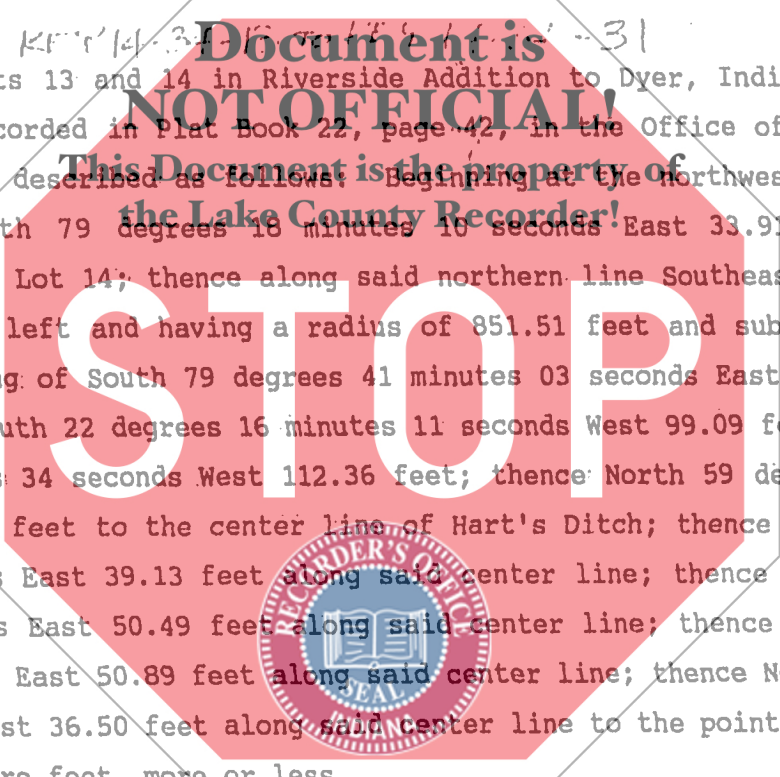 Document is
ts 13 and 14 in Riverside Addition to Dyer, Indi
NOT OFFICIAL!
corded in Plat Book 22, page 42, in the Office of
This Document is the property of
described as follows: Beginning at the northwes
the Lake County Recorder!
th 79 degrees 18 minutes 10 seconds East 33.91
Lot 14; thence along said northern line Southeas
left and having a radius of 851.51 feet and sub
g of South 79 degrees 41 minutes 03 seconds East
uth 22 degrees 16 minutes 11 seconds West 99.09 fe
34 seconds West 112.36 feet; thence North 59 de
STOP
feet to the center line of Hart's Ditch; thence
s East 39.13 feet along said center line; thence
s East 50.49 feet along said center line; thence
East 50.89 feet along said center line; thence N
st 36.50 feet along said center line to the point
re feet, more or less
RECORDER'S OFFICE
SEAL
INDIANA